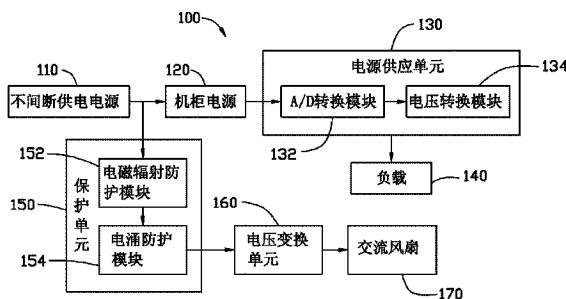 100
110
120
130
134
不间断供电电源
机柜电源
电源供应单元
A/D转换模块
电压转换模块
132
152
电磁辐射防
护模块
负载
140
150
保护单元
154
电涌防护
模块
160
电压变换
单元
交流风扇
170